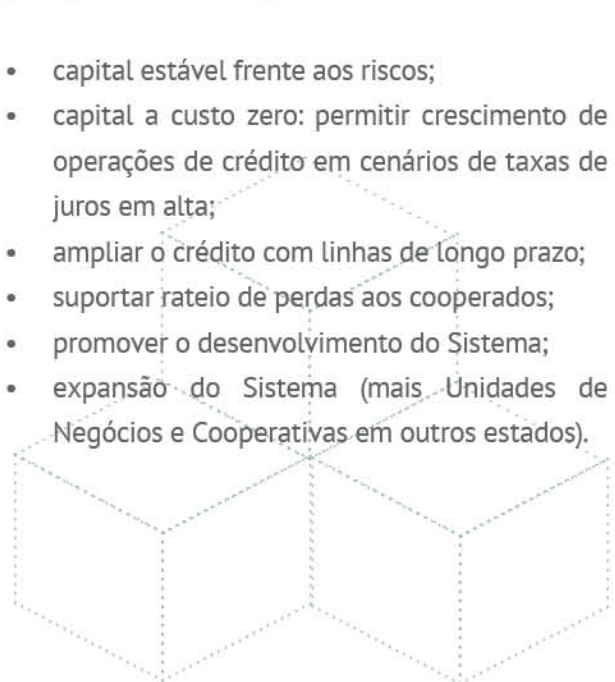 • capital estável frente aos riscos;
• capital a custo zero: permitir crescimento de
operações de crédito em cenários de taxas de
juros em alta;
• ampliar o crédito com linhas de longo prazo;
• suportar rateio de perdas aos cooperados;
• promover o desenvolvimento do Sistema;
• expansão do Sistema (mais Unidades de
Negócios e Cooperativas em outros estados).